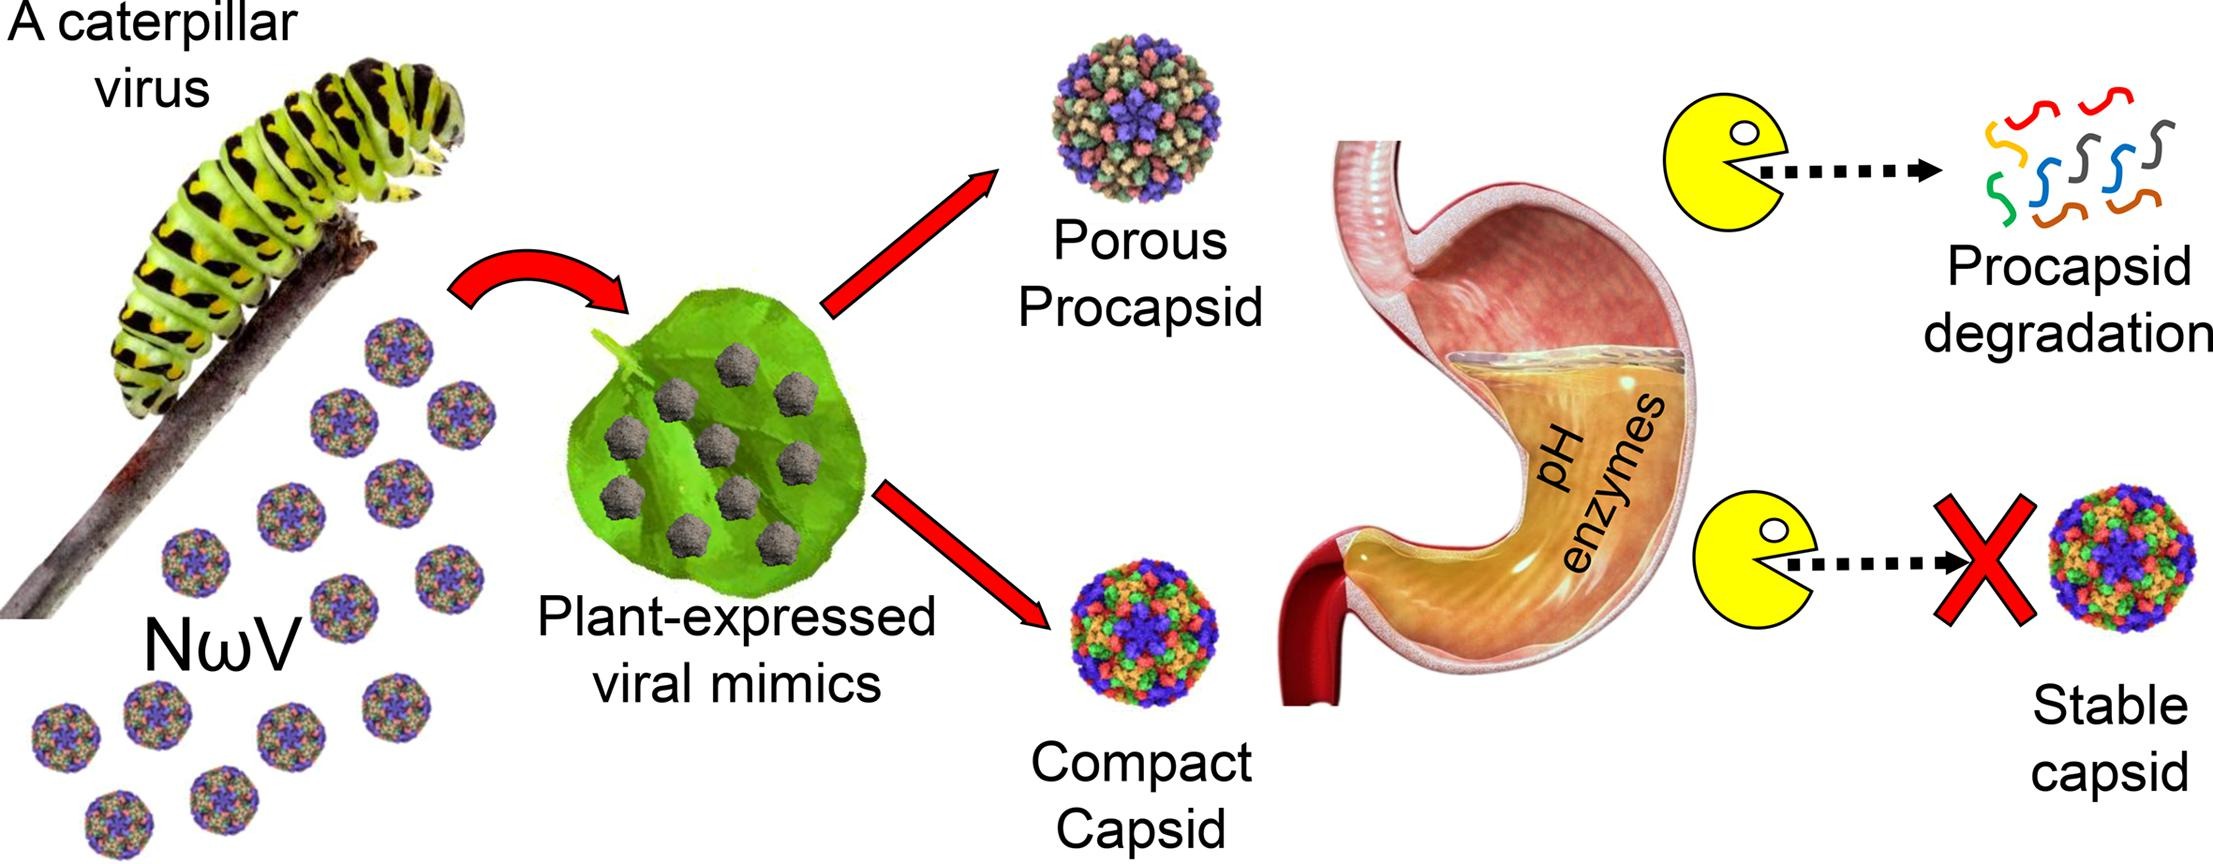 A caterpillar
virus
NωV
Plant-expressed
viral mimics
Porous
Procapsid
Compact
Capsid
pH
enzymes
Procapsid
degradation
Stable
capsid